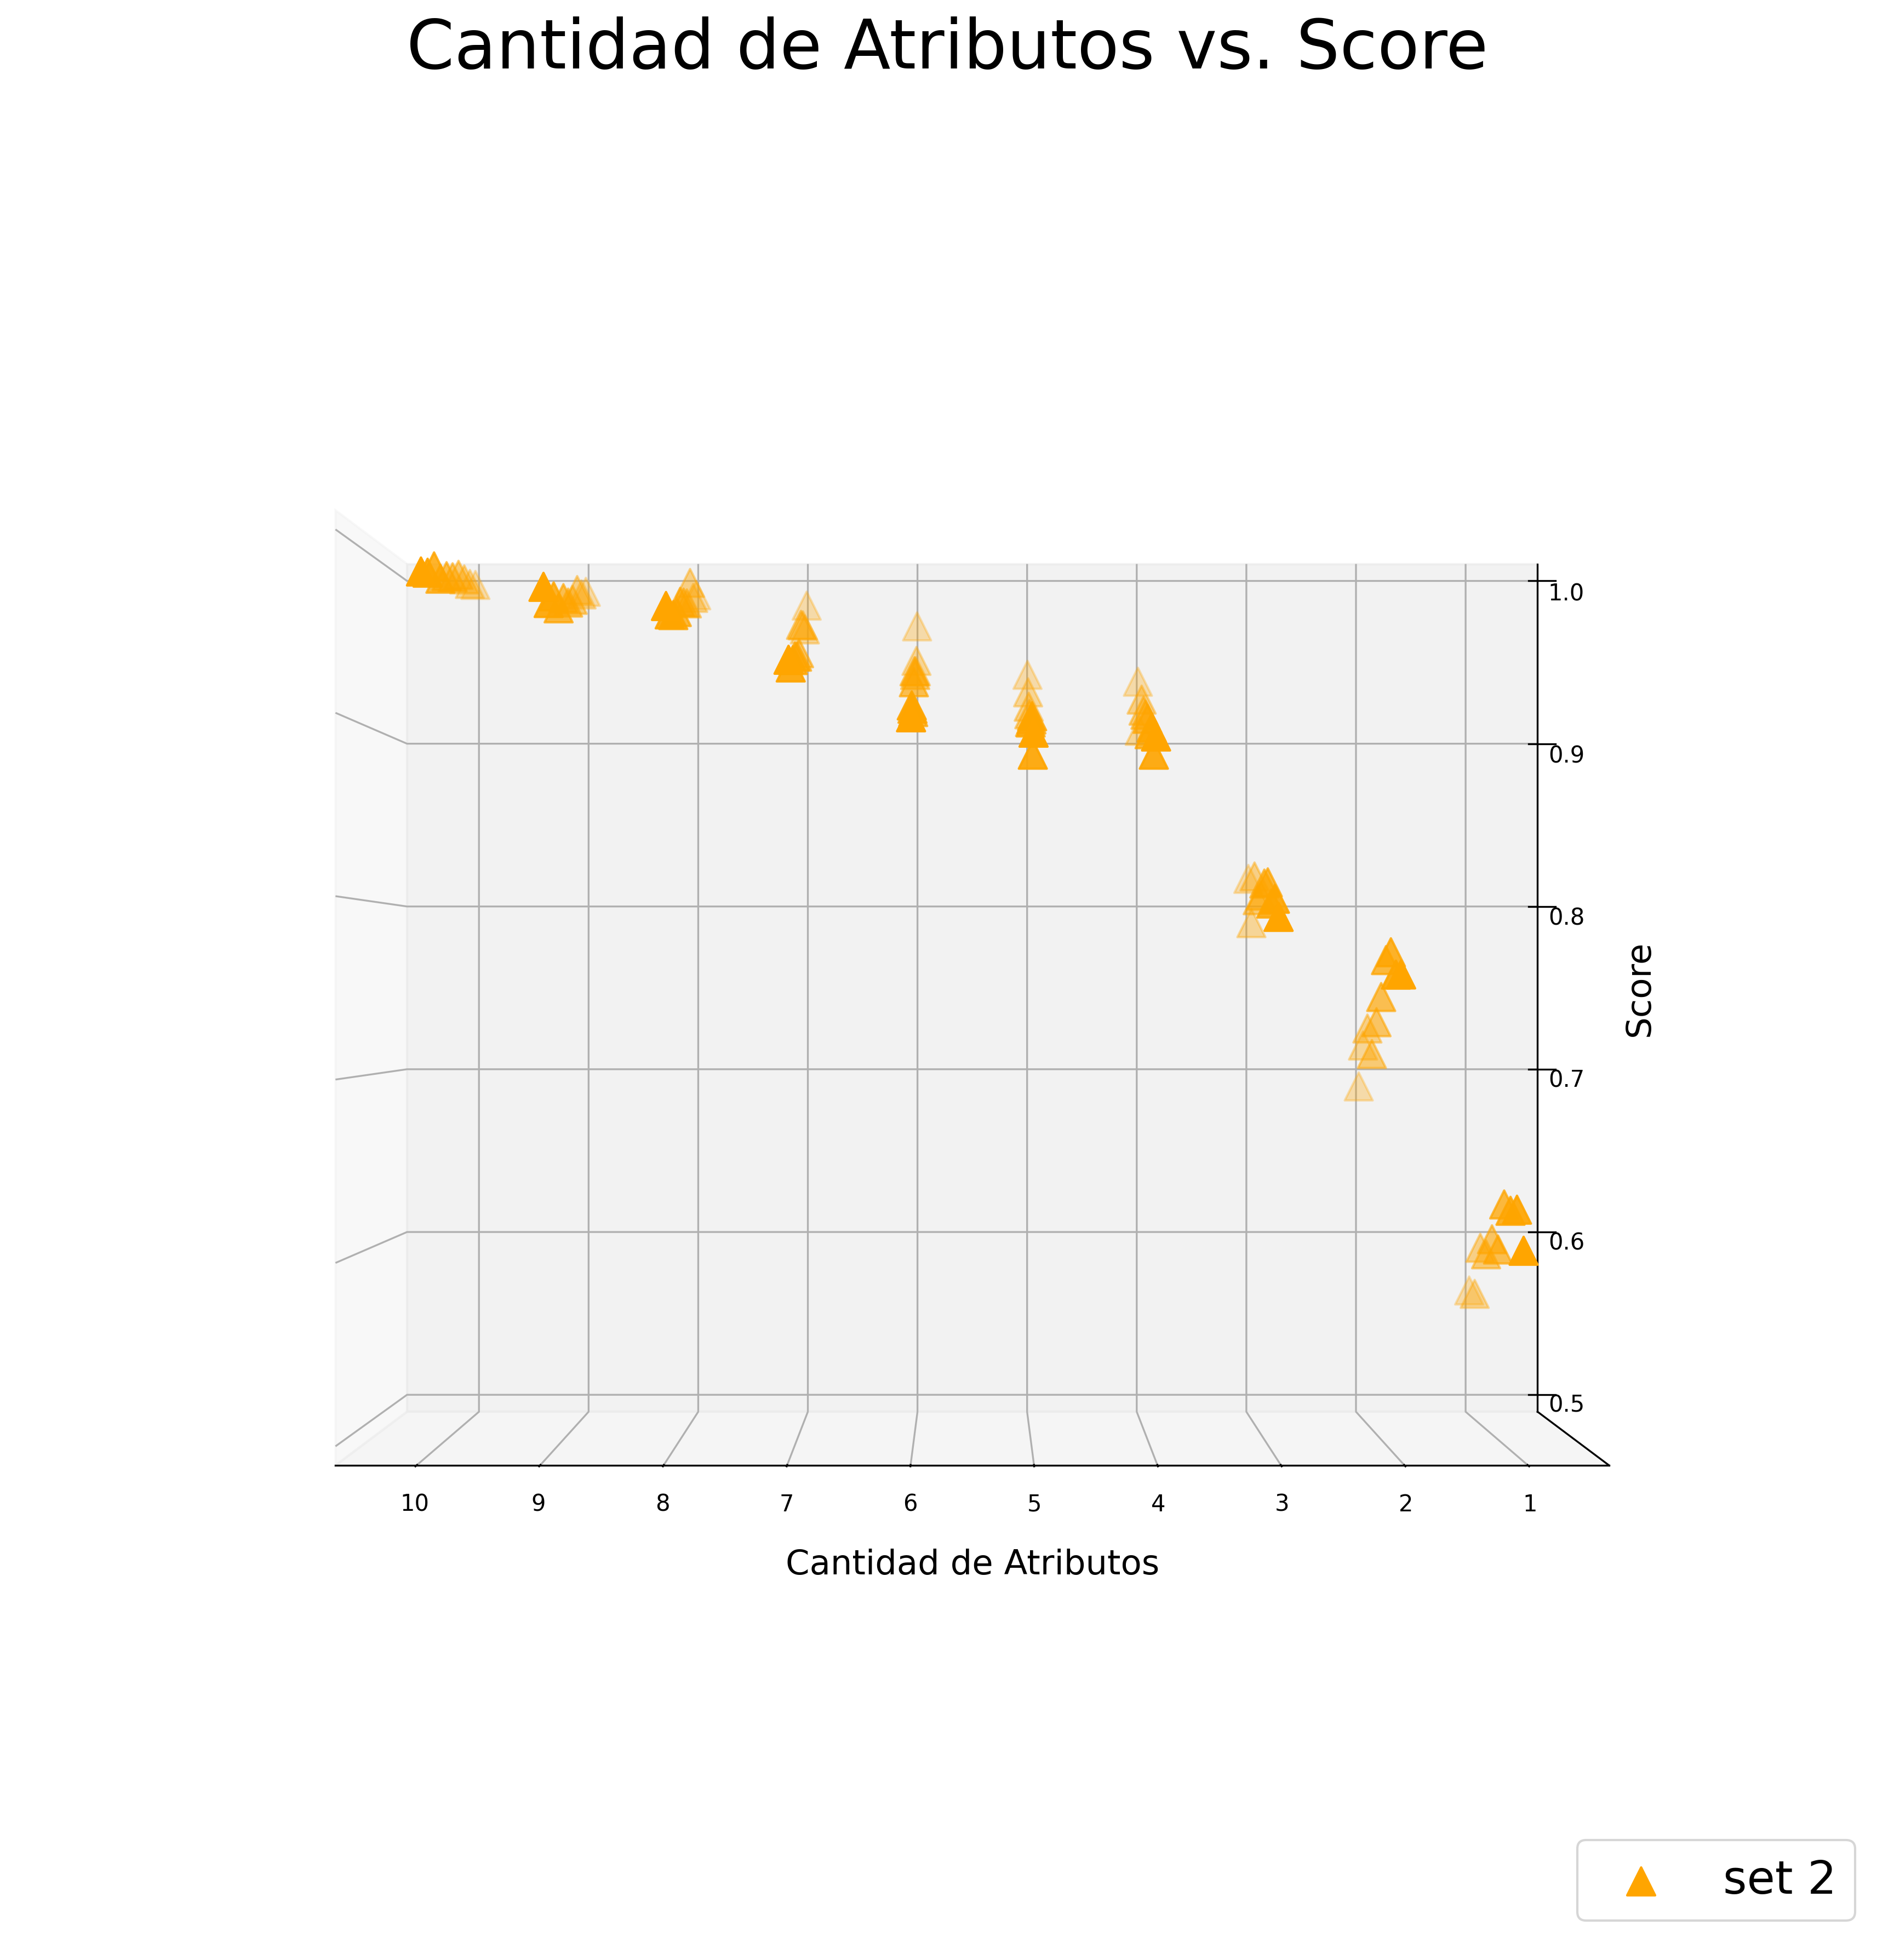 Cantidad de Atributos vs. Score
1.0
0.9
0.8
0.7
0.6
0.5
Score
10 9 8 7 6 5 4 3 2 1
Cantidad de Atributos
set 2